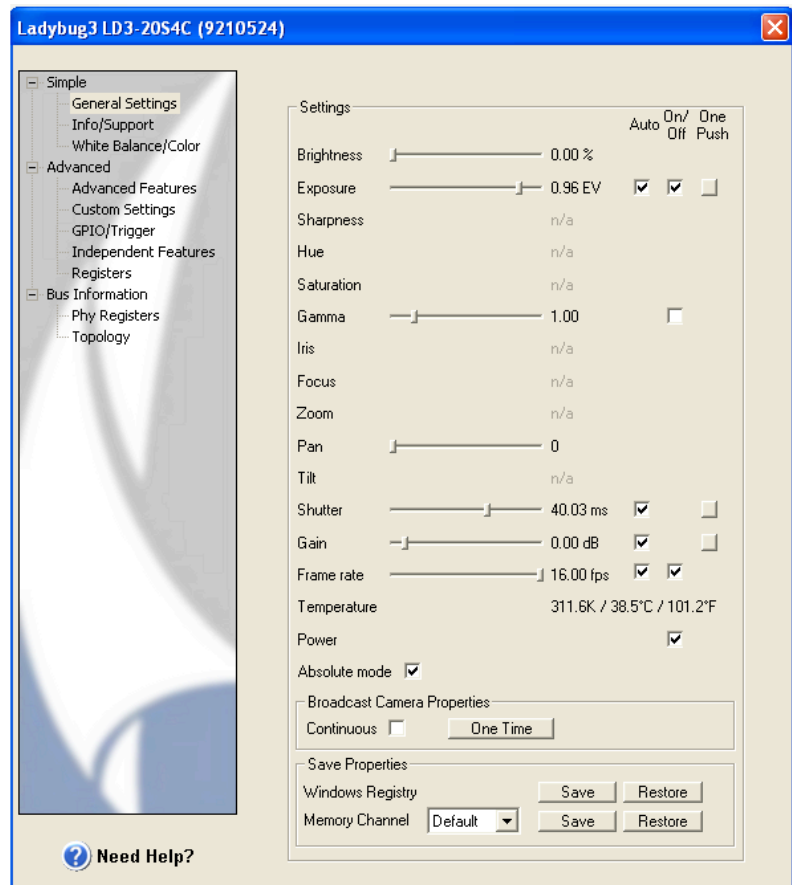 Ladybug3 LD3-20S4C (9210524)
Simple
General Settings
Info/Support
White Balance/Color
Advanced
Advanced Features
Custom Settings
GPIO/Trigger
Independent Features
Registers
Bus Information
Phy Registers
Topology
Need Help?
Settings
Auto On/Off One Push
Brightness 0.00 %
Exposure 0.96 EV
Sharpness n/a
Hue n/a
Saturation n/a
Gamma 1.00
Iris n/a
Focus n/a
Zoom n/a
Pan 0
Tilt n/a
Shutter 40.03 ms
Gain 0.00 dB
Frame rate 16.00 fps
Temperature 311.6K / 38.5°C / 101.2°F
Power
Absolute mode
Broadcast Camera Properties
Continuous One Time
Save Properties
Windows Registry Save Restore
Memory Channel Default Save Restore